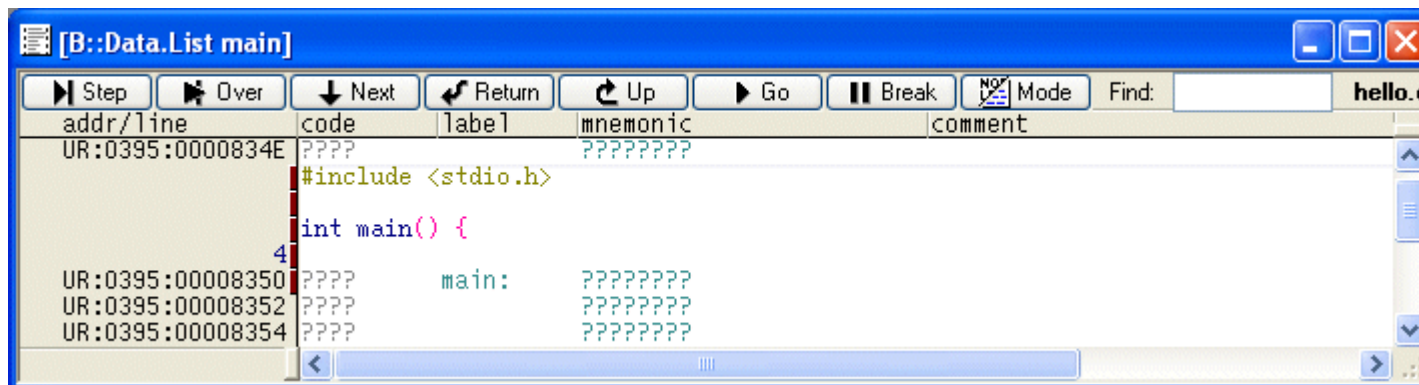 [B::Data.List main]
Step Over Next Return Up Go Break Mode Find: hello.
addr/line code label mnemonic comment
UR:0395:0000834E ???? ????????
#include <stdio.h>
int main() {
4
UR:0395:00008350 ???? main: ????????
UR:0395:00008352 ???? ????????
UR:0395:00008354 ???? ????????